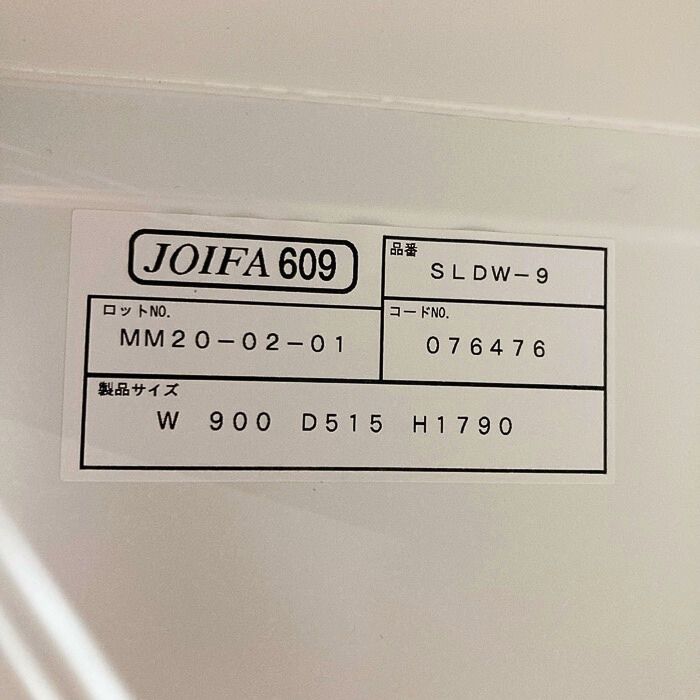 JOIFA 609
品番
SLDW-9
ロットNO.
MM20-02-01
コードNO.
076476
製品サイズ
W 900 D515 H1790